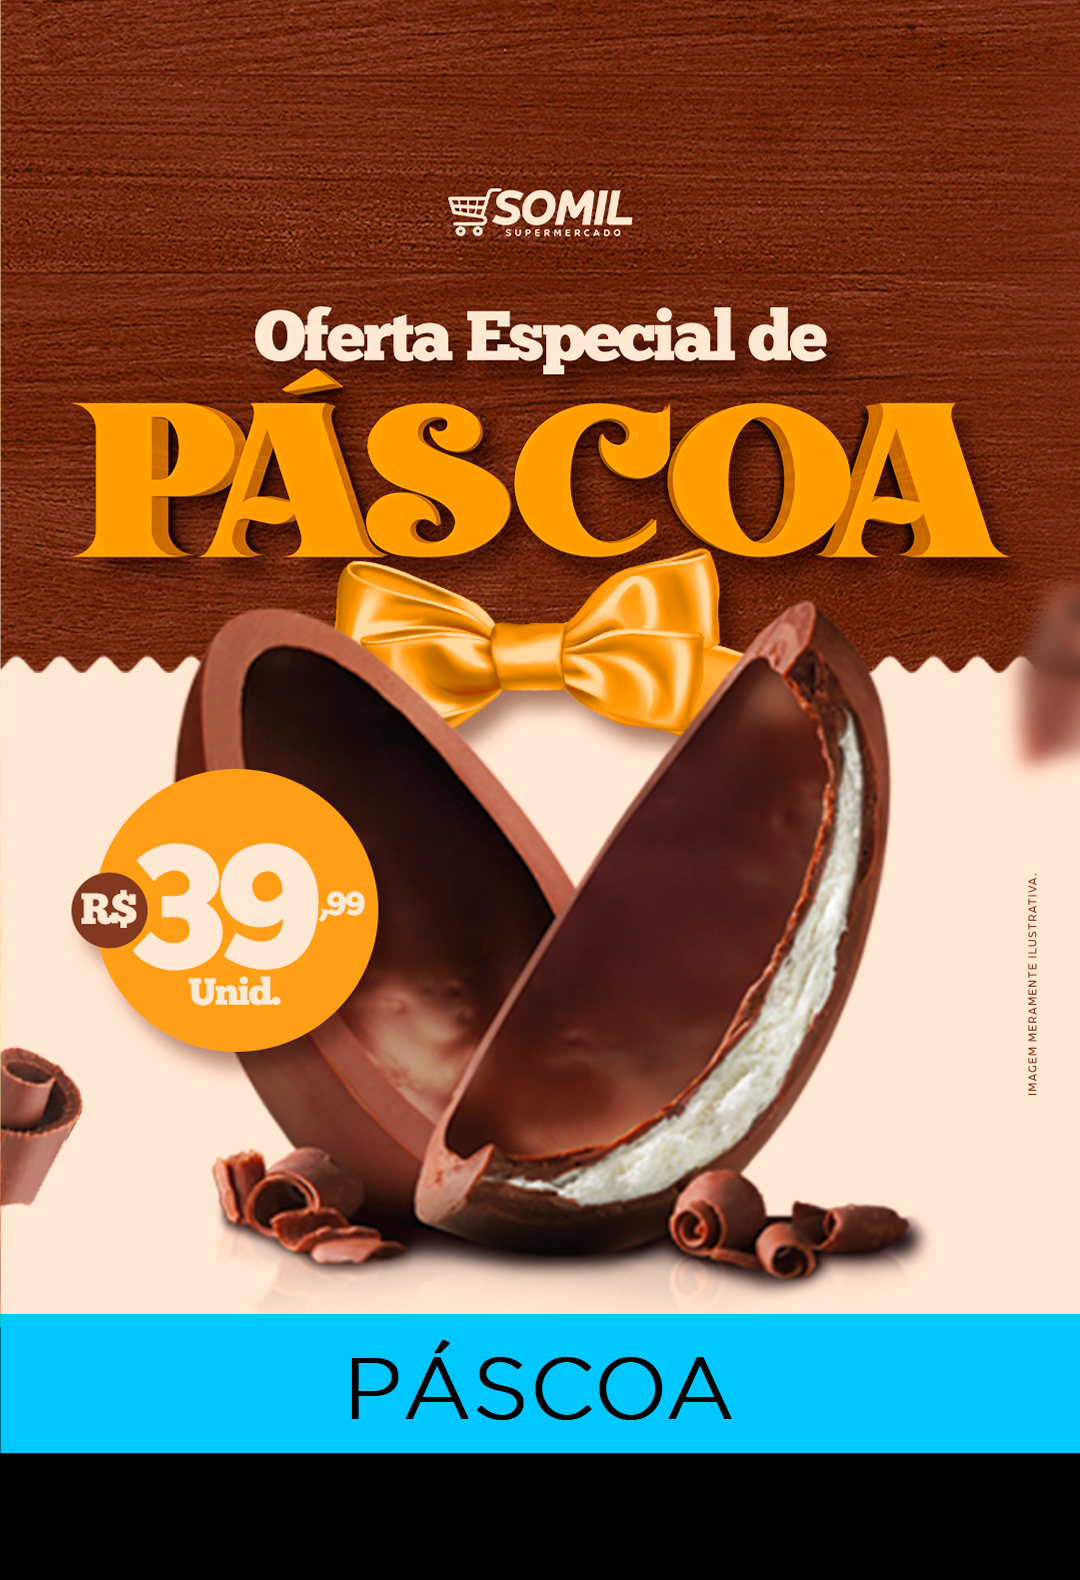 SOMIL
SUPERMERCADO
Oferta Especial de
PÁSCOA
R$39,99
Unid.
IMAGEM MERAMENTE ILUSTRATIVA.
PÁSCOA